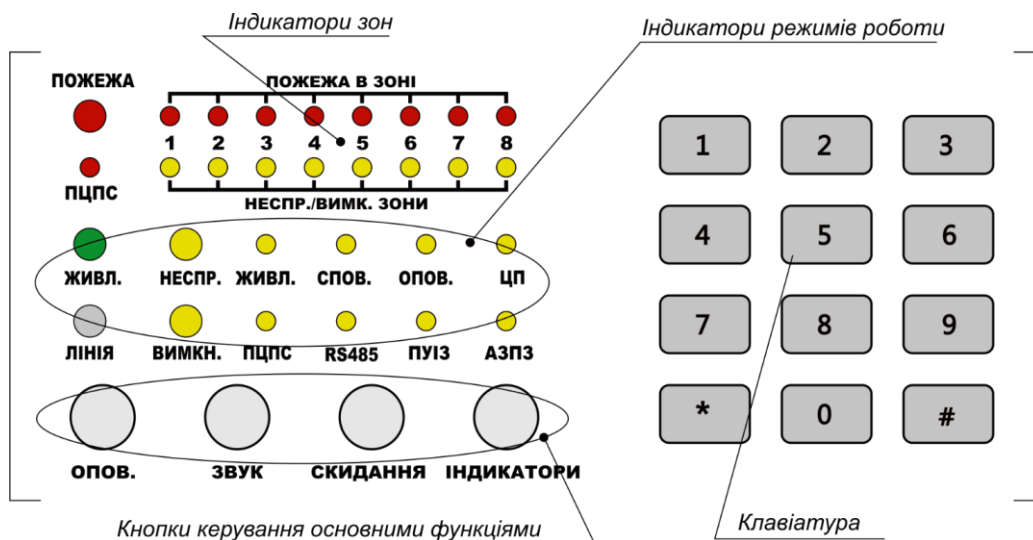 Індикатори зон
Індикатори режимів роботи
ПОЖЕЖА
ПОЖЕЖА В ЗОНІ
1 2 3 4 5 6 7 8
ПЦПС
НЕСПР./ВИМК. ЗОНИ
ЖИВЛ. НЕСПР. ЖИВЛ. СПОВ. ОПОВ. ЦП
ЛІНІЯ ВИМКН. ПЦПС RS485 ПУІЗ АЗПЗ
ОПОВ. ЗВУК СКИДАННЯ ІНДИКАТОРИ
1 2 3
4 5 6
7 8 9
* 0 #
Кнопки керування основними функціями
Клавіатура